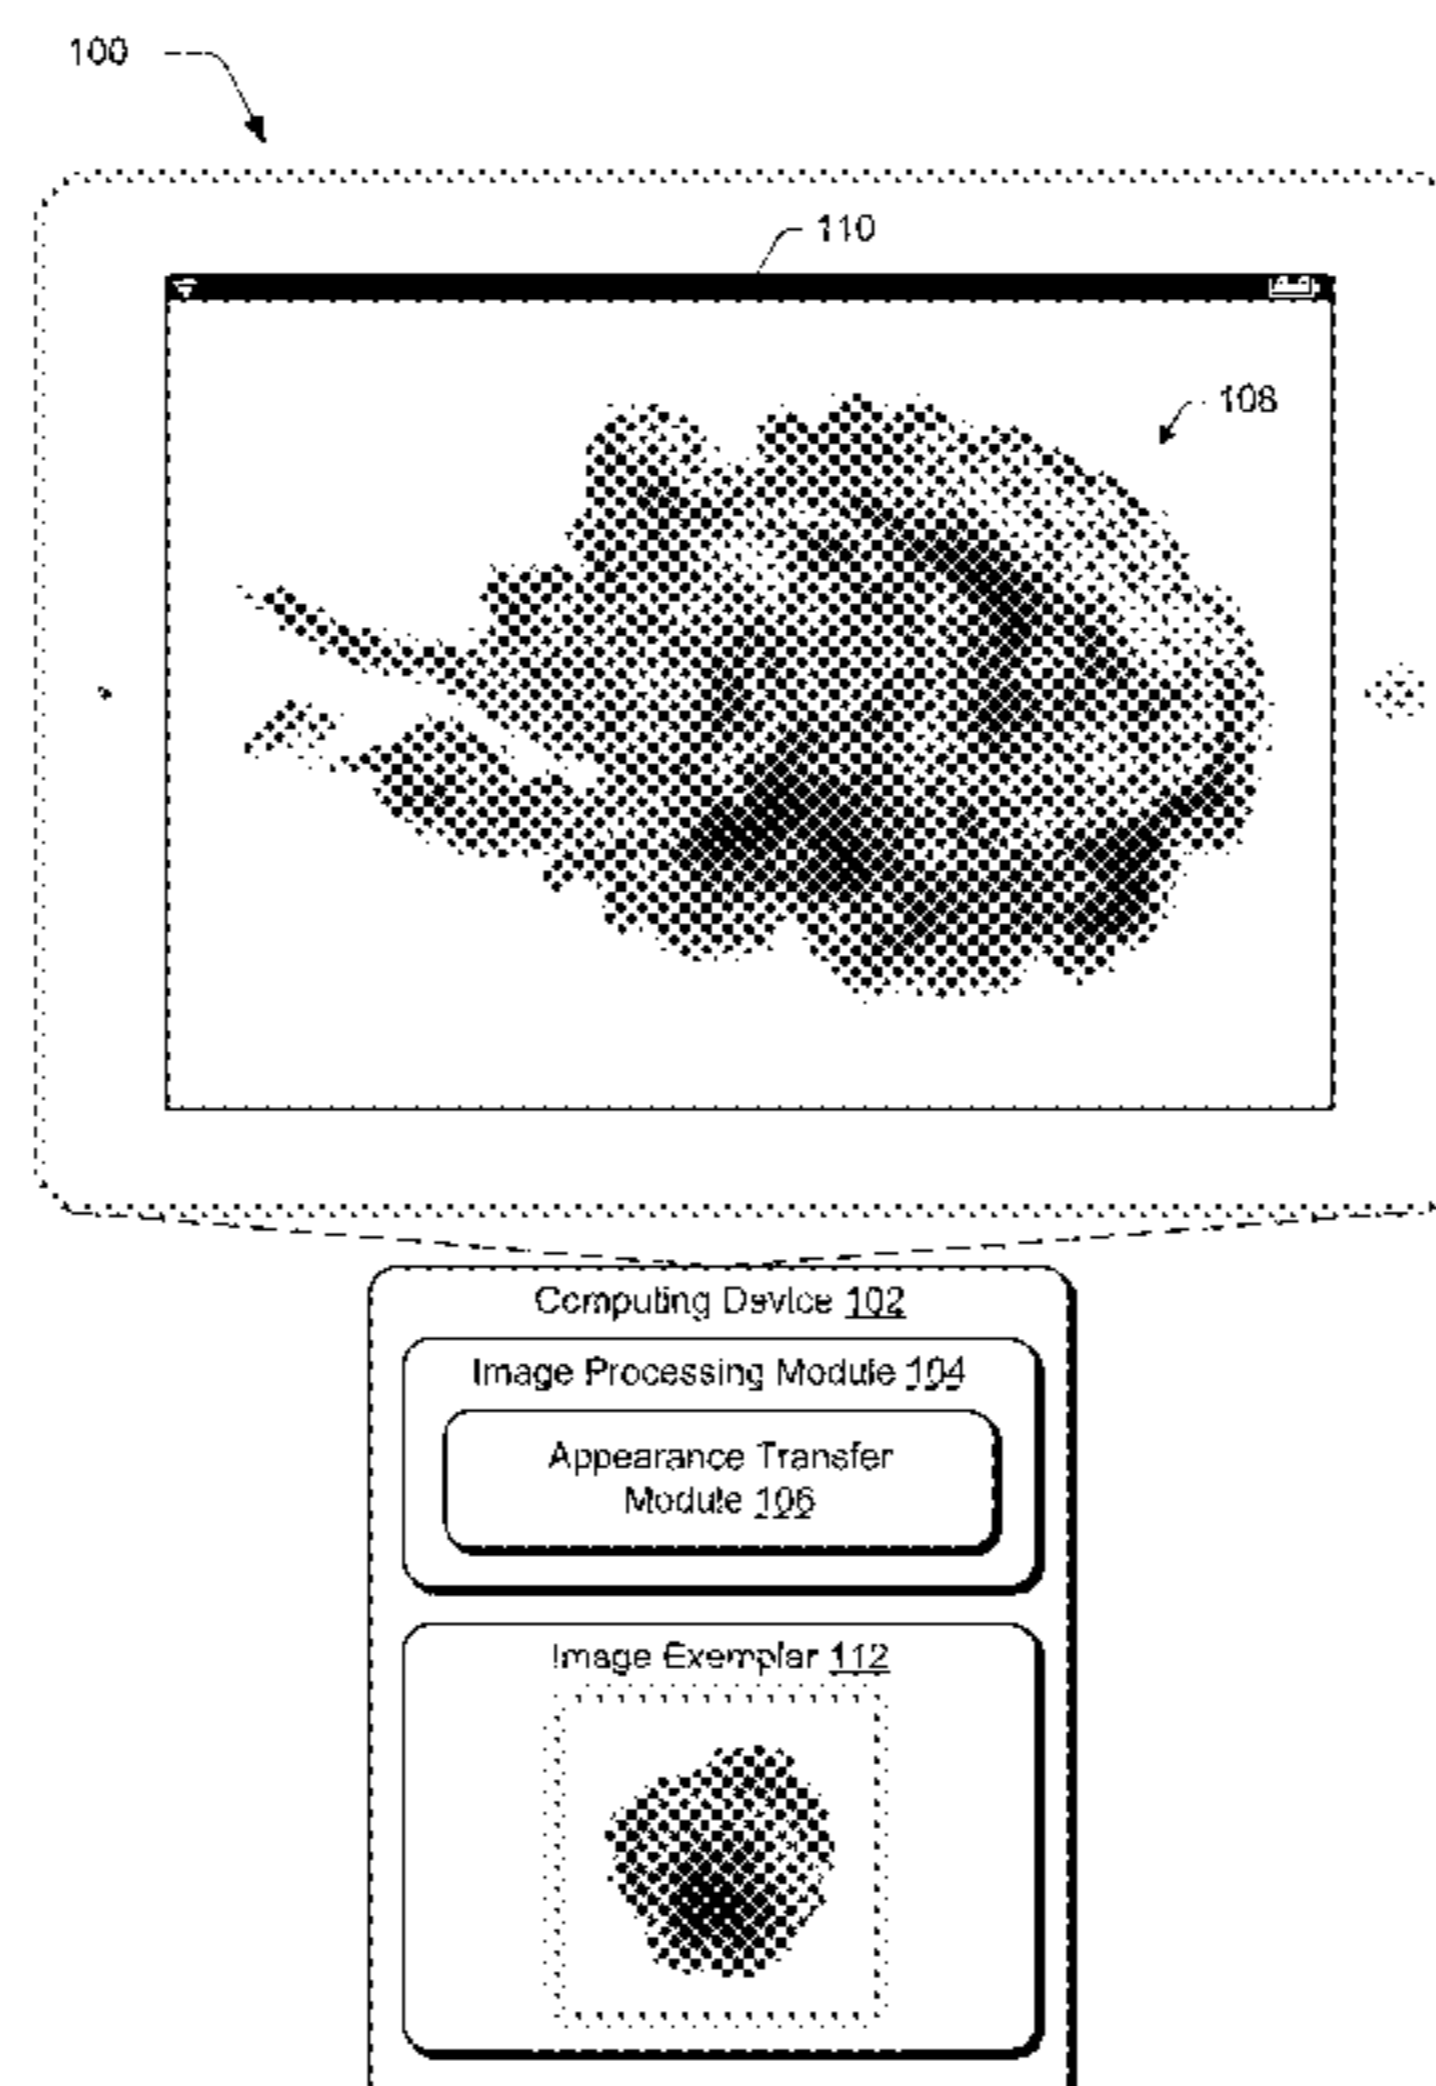 100
110
108
Computing Device 102
Image Processing Module 104
Appearance Transfer
Module 106
Image Exemplar 112